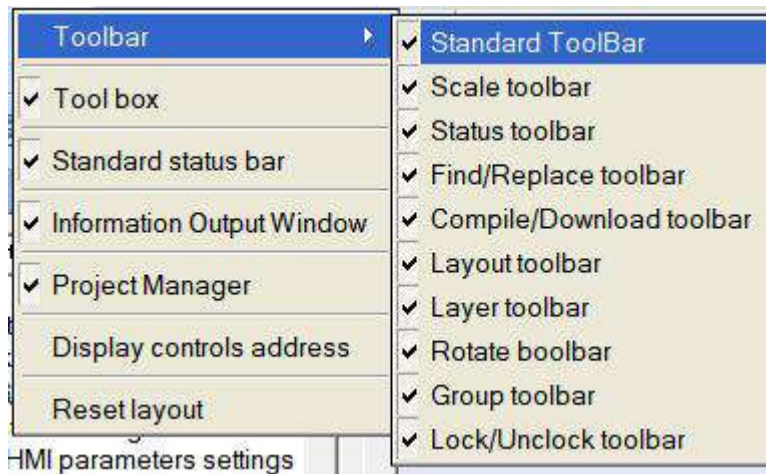 Toolbar
Tool box
Standard status bar
Information Output Window
Project Manager
Display controls address
Reset layout
HMI parameters settings
Standard ToolBar
Scale toolbar
Status toolbar
Find/Replace toolbar
Compile/Download toolbar
Layout toolbar
Layer toolbar
Rotate boolbar
Group toolbar
Lock/Unclock toolbar